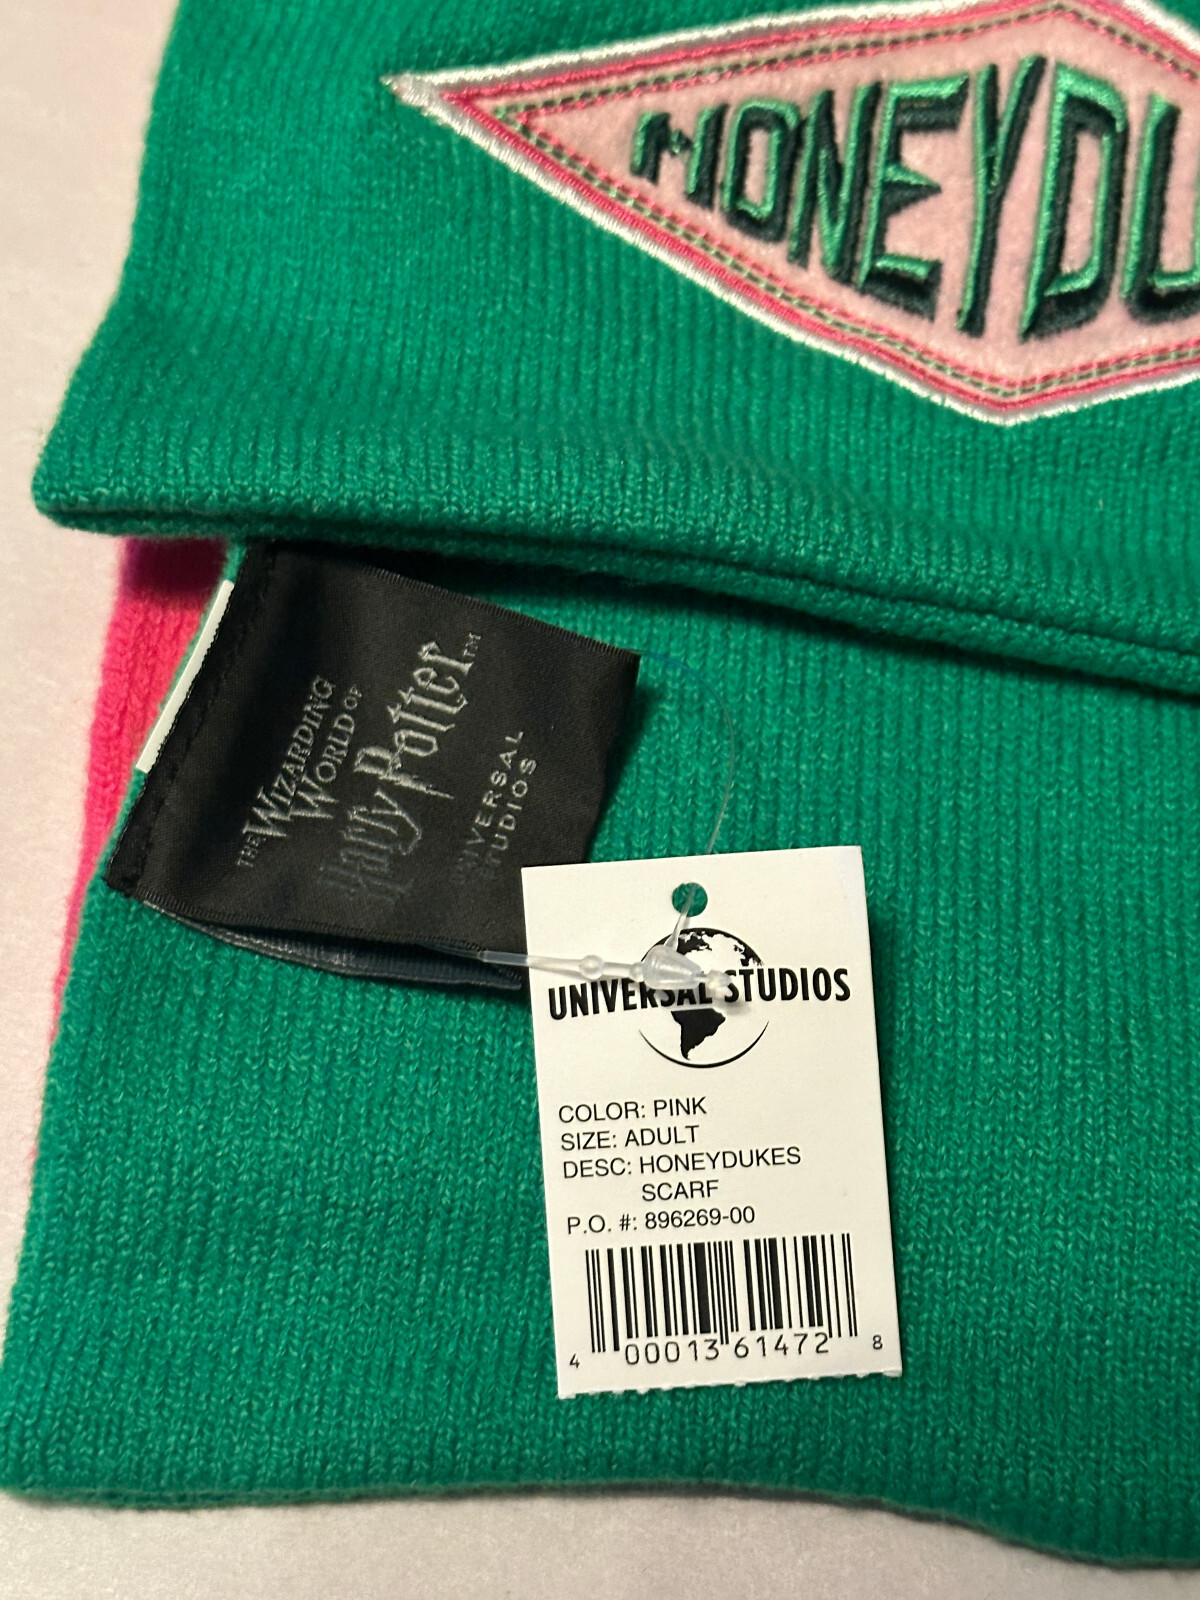 HONEYDU
THE WIZARDING
WORLD OF
Harry Potter™
UNIVERSAL
STUDIOS
UNIVERSAL STUDIOS
COLOR: PINK
SIZE: ADULT
DESC: HONEYDUKES
SCARF
P.O. #: 896269-00
4 00013 61472 8